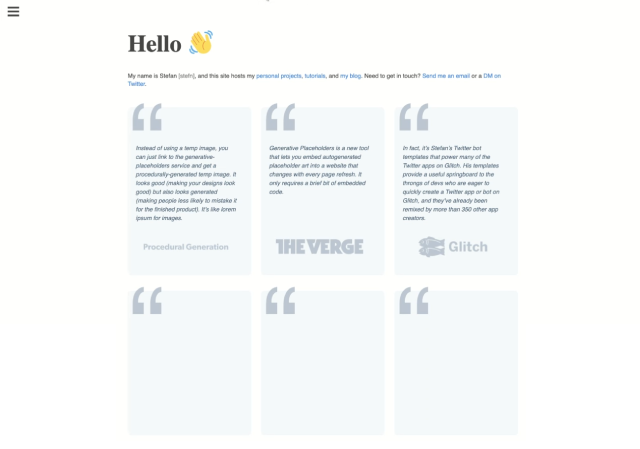 Hello 👋
My name is Stefan (stefn), and this site hosts my personal projects, tutorials, and my blog. Need to get in touch? Send me an email or a DM on
Twitter.
Instead of using a temp image, you
can just link to the generative-
placeholders service and get a
procedurally-generated temp image. It
looks good (making your designs look
good) but also looks generated
(making people less likely to mistake it
for the finished product). It's like lorem
ipsum for images.
Procedural Generation
Generative Placeholders is a new tool
that lets you embed autogenerated
placeholder art into a website that
changes with every page refresh. It
only requires a brief bit of embedded
code.
THE VERGE
In fact, it's Stefan's Twitter bot
templates that power many of the
Twitter apps on Glitch. His templates
provide a useful springboard to the
throngs of devs who are eager to
quickly create a Twitter app or bot on
Glitch, and they've already been
remixed by more than 350 other app
creators.
Glitch